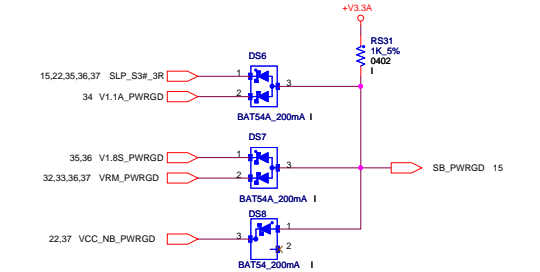 +V3.3A
RS31
1K_5%
0402
I
DS6
15,22,35,36,37 SLP_S3#_3R 1
3
34 V1.1A_PWRGD 2
BAT54A_200mA I
DS7
35,36 V1.8S_PWRGD 1
3
SB_PWRGD 15
32,33,36,37 VRM_PWRGD 2
BAT54A_200mA I
DS8
1
22,37 VCC_NB_PWRGD 3
2
BAT54_200mA I